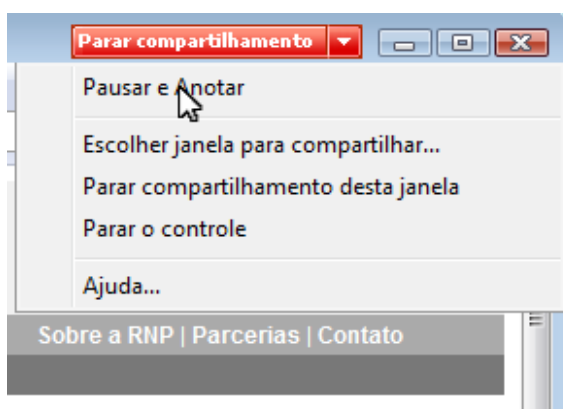 Parar compartilhamento
Pausar e Anotar
Escolher janela para compartilhar...
Parar compartilhamento desta janela
Parar o controle
Ajuda...
Sobre a RNP | Parcerias | Contato